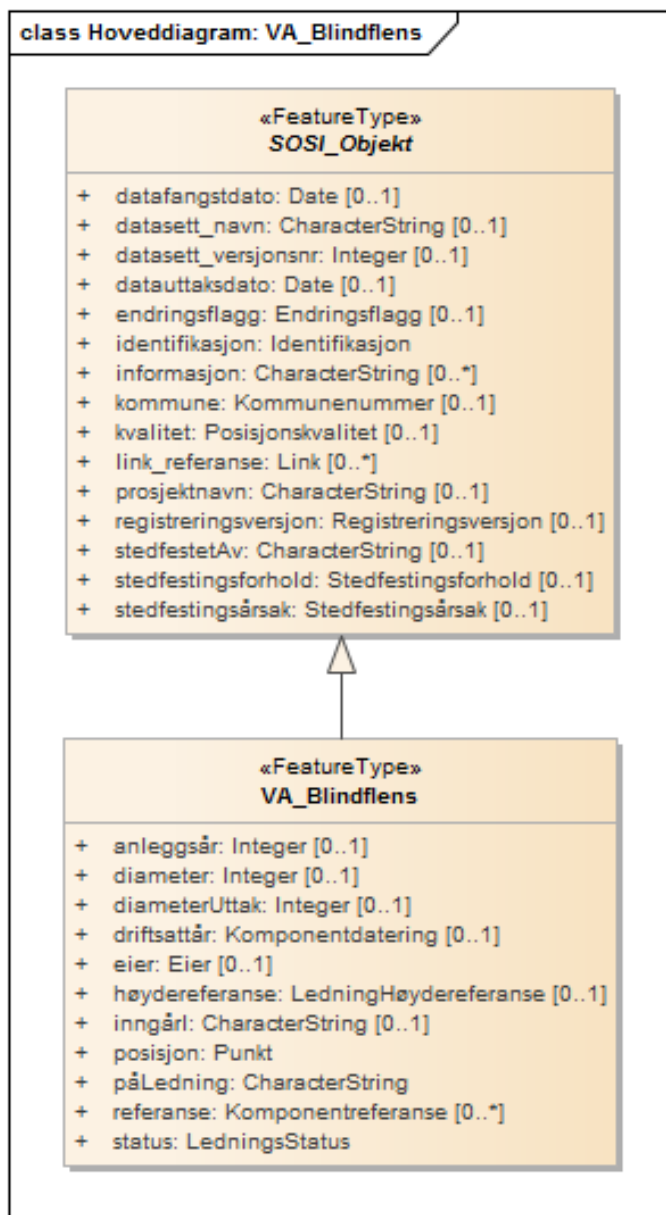 class Hoveddiagram: VA_Blindflens
«FeatureType»
SOSI_Objekt
+ datafangstdato: Date [0..1]
+ datasett_navn: CharacterString [0..1]
+ datasett_versjonsnr: Integer [0..1]
+ datauttaksdato: Date [0..1]
+ endringsflagg: Endringsflagg [0..1]
+ identifikasjon: Identifikasjon
+ informasjon: CharacterString [0..*]
+ kommune: Kommunenummer [0..1]
+ kvalitet: Posisjonskvalitet [0..1]
+ link_referanse: Link [0..*]
+ prosjektnavn: CharacterString [0..1]
+ registreringsversjon: Registreringsversjon [0..1]
+ stedfestetAv: CharacterString [0..1]
+ stedfestingsforhold: Stedfestingsforhold [0..1]
+ stedfestingsårsak: Stedfestingsårsak [0..1]
«FeatureType»
VA_Blindflens
+ anleggsår: Integer [0..1]
+ diameter: Integer [0..1]
+ diameterUttak: Integer [0..1]
+ driftsattår: Komponentdatering [0..1]
+ eier: Eier [0..1]
+ høydereferanse: LedningHøydereferanse [0..1]
+ inngårI: CharacterString [0..1]
+ posisjon: Punkt
+ påLedning: CharacterString
+ referanse: Komponentreferanse [0..*]
+ status: LedningsStatus